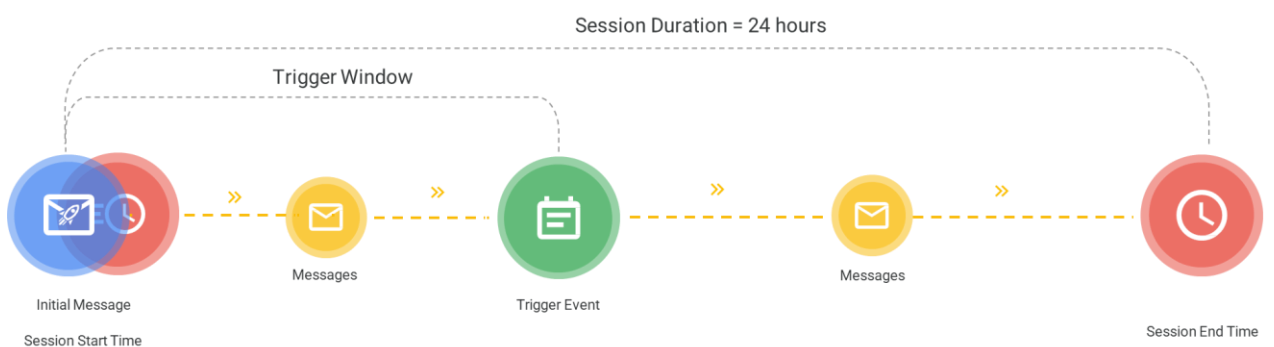 Session Duration = 24 hours
Trigger Window
Messages
Messages
Initial Message
Trigger Event
Session Start Time
Session End Time